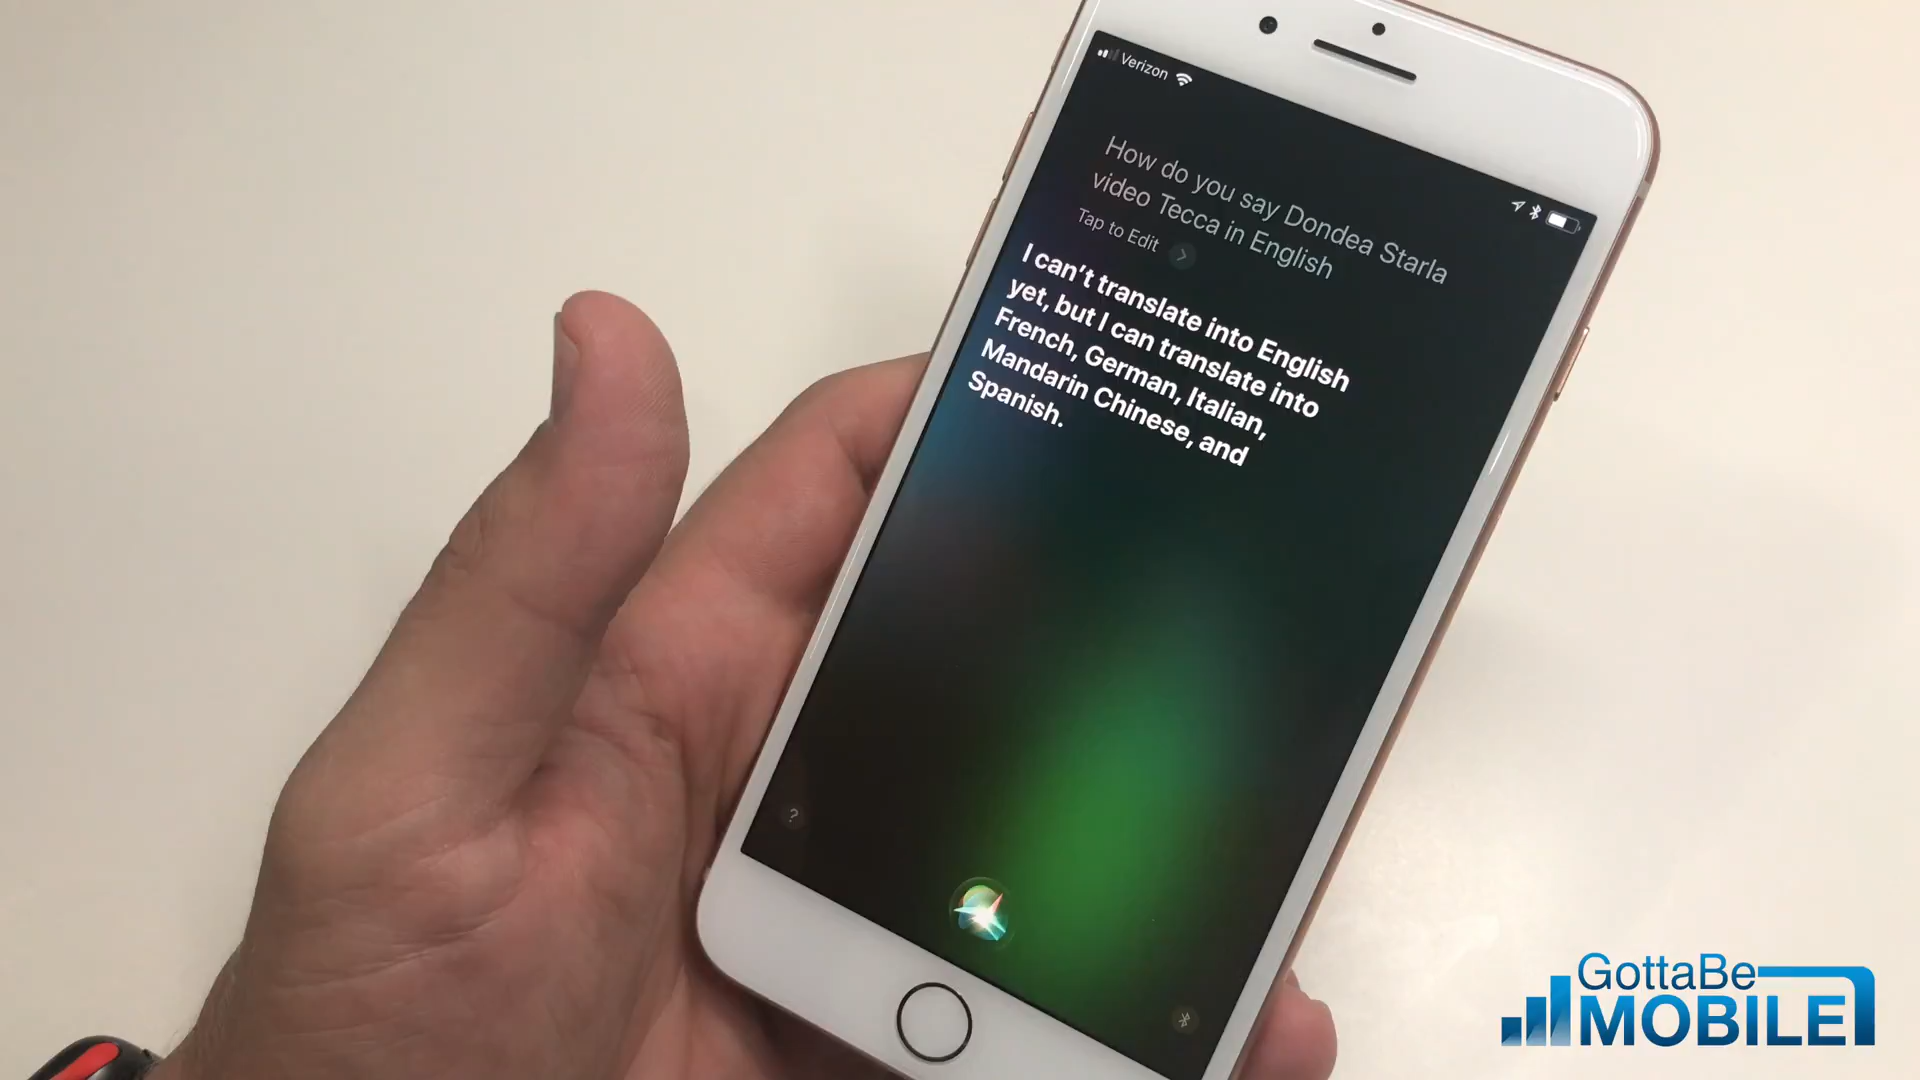 Verizon
How do you say Dondea Starla
video Tecca in English
Tap to Edit
I can't translate into English
yet, but I can translate into
French, German, Italian,
Mandarin Chinese, and
Spanish.
?
GottaBe
MOBILE